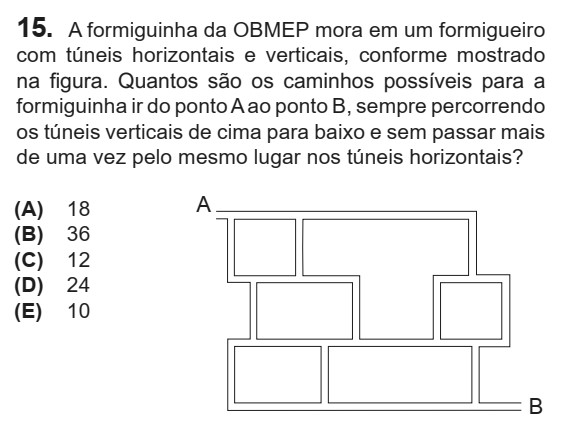 15. A formiguinha da OBMEP mora em um formigueiro
com túneis horizontais e verticais, conforme mostrado
na figura. Quantos são os caminhos possíveis para a
formiguinha ir do ponto A ao ponto B, sempre percorrendo
os túneis verticais de cima para baixo e sem passar mais
de uma vez pelo mesmo lugar nos túneis horizontais?
(A) 18
(B) 36
(C) 12
(D) 24
(E) 10
A
B